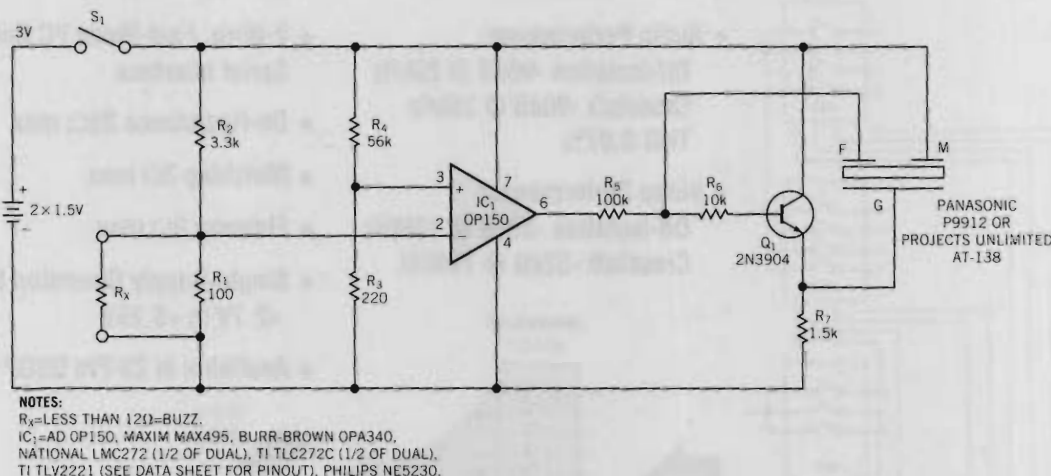 S1
3V
R2
3.3k
R4
56k
F
M
3
+
7
IC1
OP150
6
R5
100k
R6
10k
G
+
2×1.5V
-
2
4
Q1
2N3904
PANASONIC
P9912 OR
PROJECTS UNLIMITED
AT-138
RX
R1
100
R3
220
R7
1.5k
NOTES:
RX=LESS THAN 12Ω=BUZZ.
IC1=AD OP150, MAXIM MAX495, BURR-BROWN OPA340,
NATIONAL LMC272 (1/2 OF DUAL), TI TLC272C (1/2 OF DUAL),
TI TLV2221 (SEE DATA SHEET FOR PINOUT), PHILIPS NE5230.